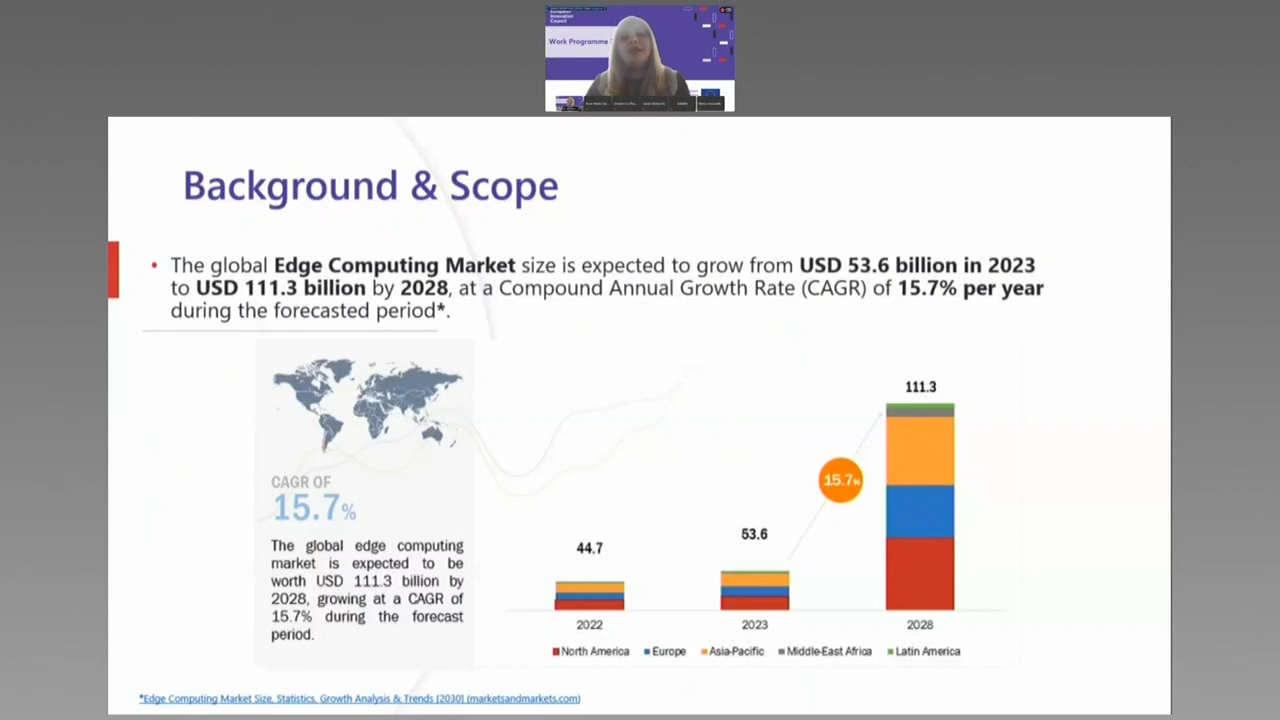 European
Innovation
Council
Work Programme
Background & Scope
• The global Edge Computing Market size is expected to grow from USD 53.6 billion in 2023
to USD 111.3 billion by 2028, at a Compound Annual Growth Rate (CAGR) of 15.7% per year
during the forecasted period*.
CAGR OF
15.7%
The global edge computing
market is expected to be
worth USD 111.3 billion by
2028, growing at a CAGR of
15.7% during the forecast
period.
111.3
15.7%
53.6
44.7
2022 2023 2028
North America Europe Asia-Pacific Middle-East Africa Latin America
*Edge Computing Market Size, Statistics, Growth Analysis & Trends [2030] (marketsandmarkets.com)